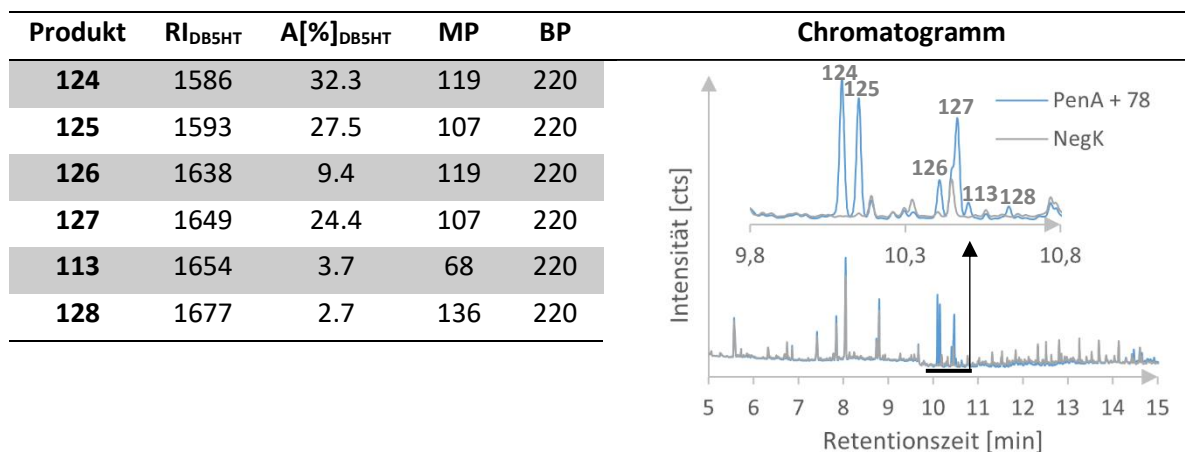 Produkt RI_DB5HT A[%]_DB5HT MP BP Chromatogramm
124 1586 32.3 119 220
125 1593 27.5 107 220
126 1638 9.4 119 220
127 1649 24.4 107 220
113 1654 3.7 68 220
128 1677 2.7 136 220
124
125
127
126
113
128
PenA + 78
NegK
9,8 10,3 10,8
Intensität [cts]
5 6 7 8 9 10 11 12 13 14 15
Retentionszeit [min]